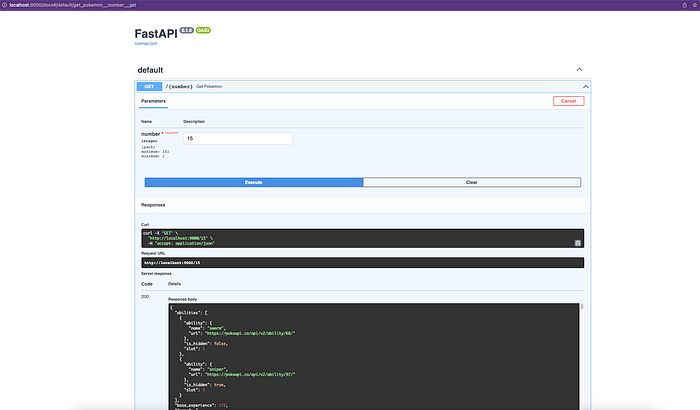 localhost:9000/docs#/default/get_pokemon__number__get
FastAPI 0.1.0 OAS3
/openapi.json
default
GET /{number} Get Pokemon
Parameters
Cancel
Name Description
number * required
integer
(path)
maximum: 151
minimum: 1
15
Execute
Clear
Responses
Curl
curl -X 'GET' \
'http://localhost:9000/15' \
-H 'accept: application/json'
Request URL
http://localhost:9000/15
Server response
Code Details
200
Response body
{
"abilities": [
{
"ability": {
"name": "swarm",
"url": "https://pokeapi.co/api/v2/ability/68/"
},
"is_hidden": false,
"slot":
},
{
"ability": {
"name": "sniper",
"url": "https://pokeapi.co/api/v2/ability/97/"
},
"is_hidden": true,
"slot":
}
],
"base_experience":